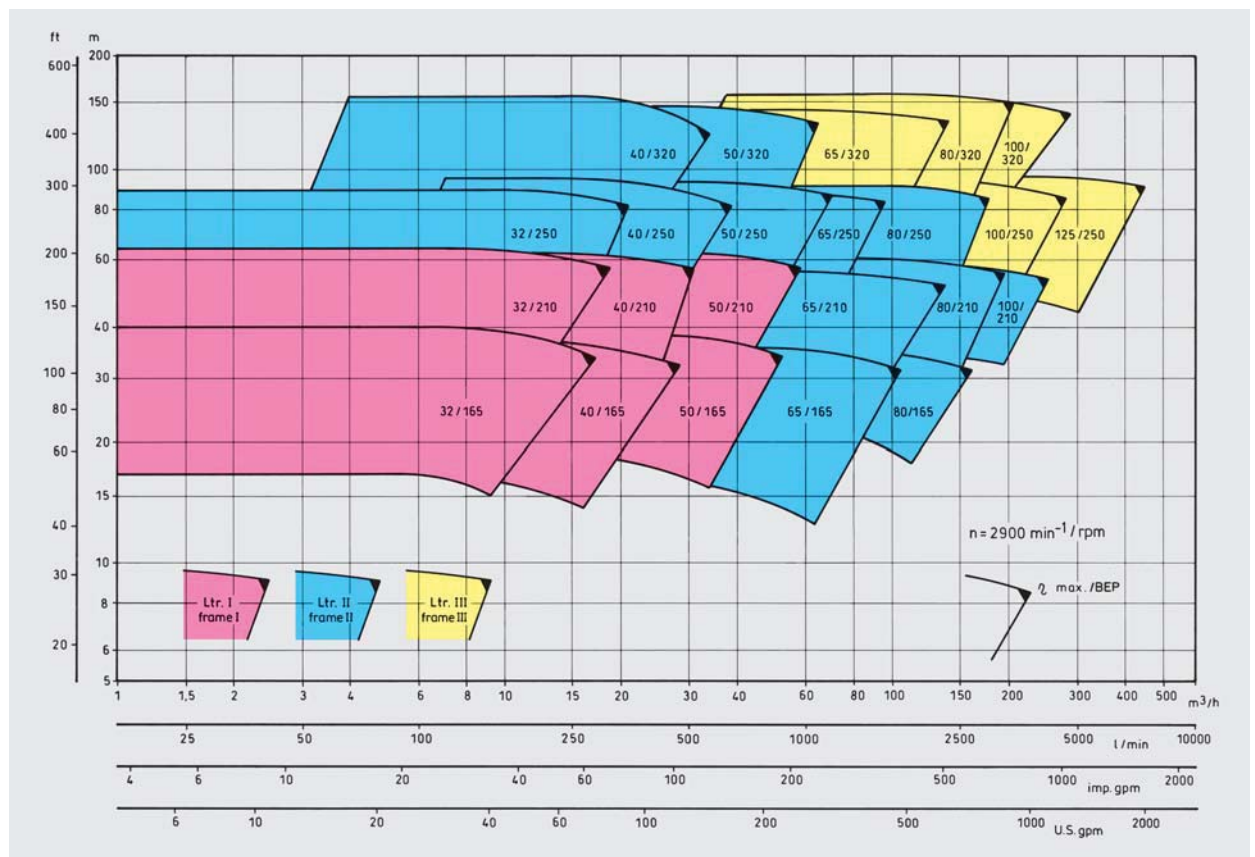 ft m
200
600
150
400
100
300
80
200
60
150
40
100
30
80
20
60
15
40
10
30
8
20
6
5
40/320 50/320 65/320 80/320 100/
320
32/250 40/250 50/250 65/250 80/250 100/250 125/250
32/210 40/210 50/210 65/210 80/210 100/
210
32/165 40/165 50/165 65/165 80/165
n = 2900 min⁻¹/rpm
η max./BEP
Ltr. I
frame I
Ltr. II
frame II
Ltr. III
frame III
1 1,5 2 3 4 6 8 10 15 20 30 40 60 80 100 150 200 300 400 500 m³/h
25 50 100 250 500 1000 2500 5000 l/min 10000
4 6 10 20 40 60 100 200 500 1000 2000
imp. gpm
6 10 20 40 60 100 200 500 1000 2000
U.S. gpm